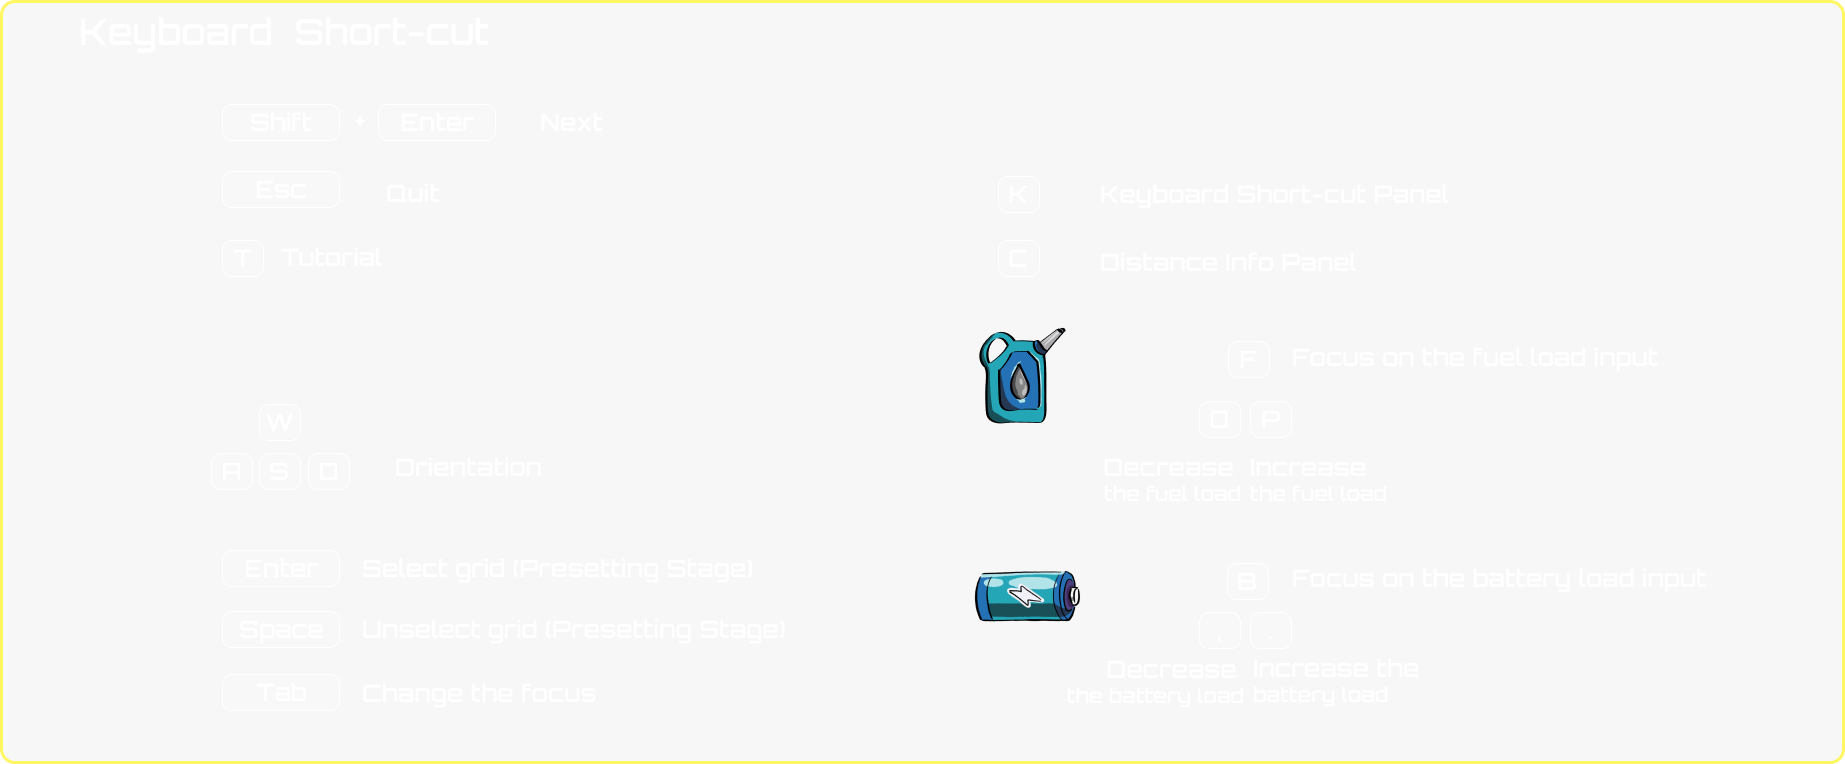 Keyboard Short-cut
Shift + Enter Next
Esc Quit
T Tutorial
W
A S D Orientation
Enter Select grid (Presetting Stage)
Space Unselect grid (Presetting Stage)
Tab Change the focus
K Keyboard Short-cut Panel
C Distance Info Panel
F Focus on the fuel load input
O P
Decrease Increase
the fuel load the fuel load
B Focus on the battery load input
, .
Decrease Increase the
the battery load battery load